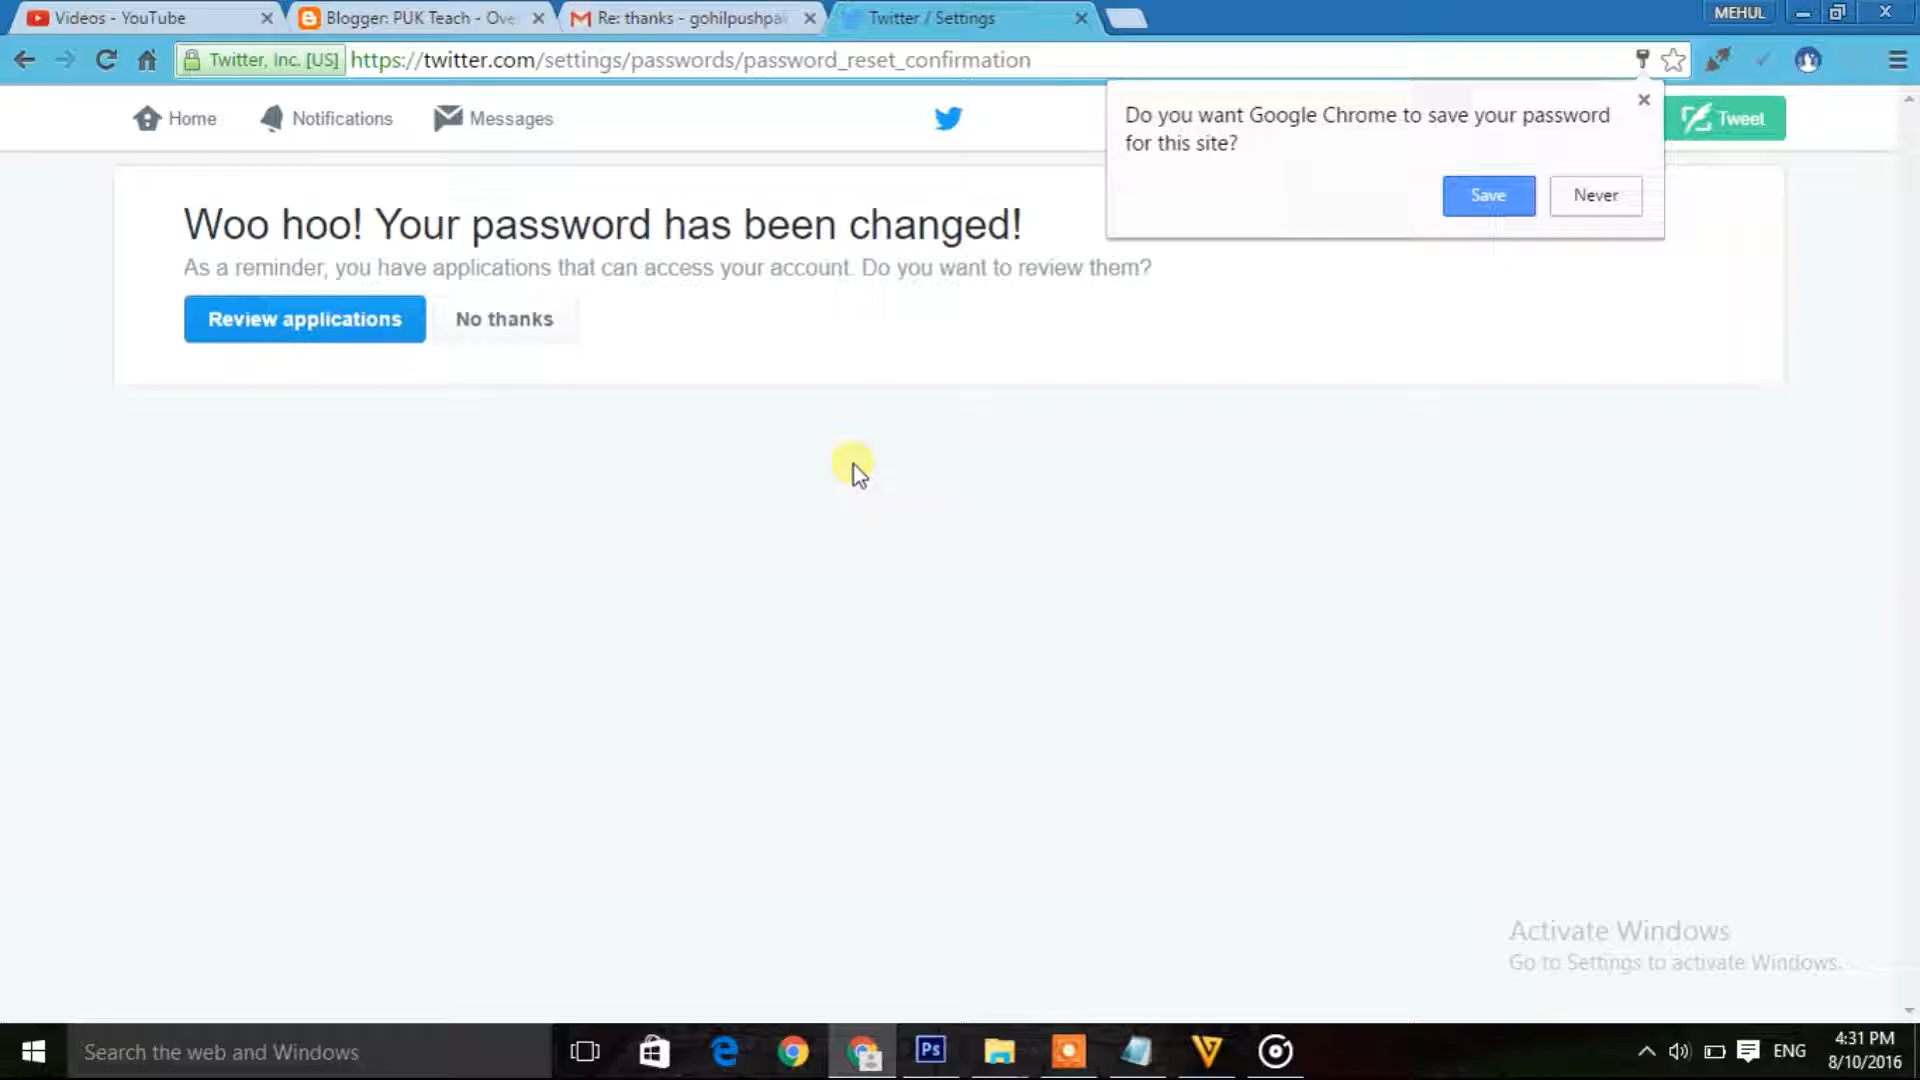 Videos - YouTube
Blogger: PUK Teach - Ove
Re: thanks - gohilpushpa
Twitter / Settings
MEHUL
Twitter, Inc. [US]
https://twitter.com/settings/passwords/password_reset_confirmation
Home
Notifications
Messages
Tweet
Do you want Google Chrome to save your password
for this site?
Save
Never
Woo hoo! Your password has been changed!
As a reminder, you have applications that can access your account. Do you want to review them?
Review applications
No thanks
Activate Windows
Go to Settings to activate Windows.
Search the web and Windows
Ps
ENG
4:31 PM
8/10/2016